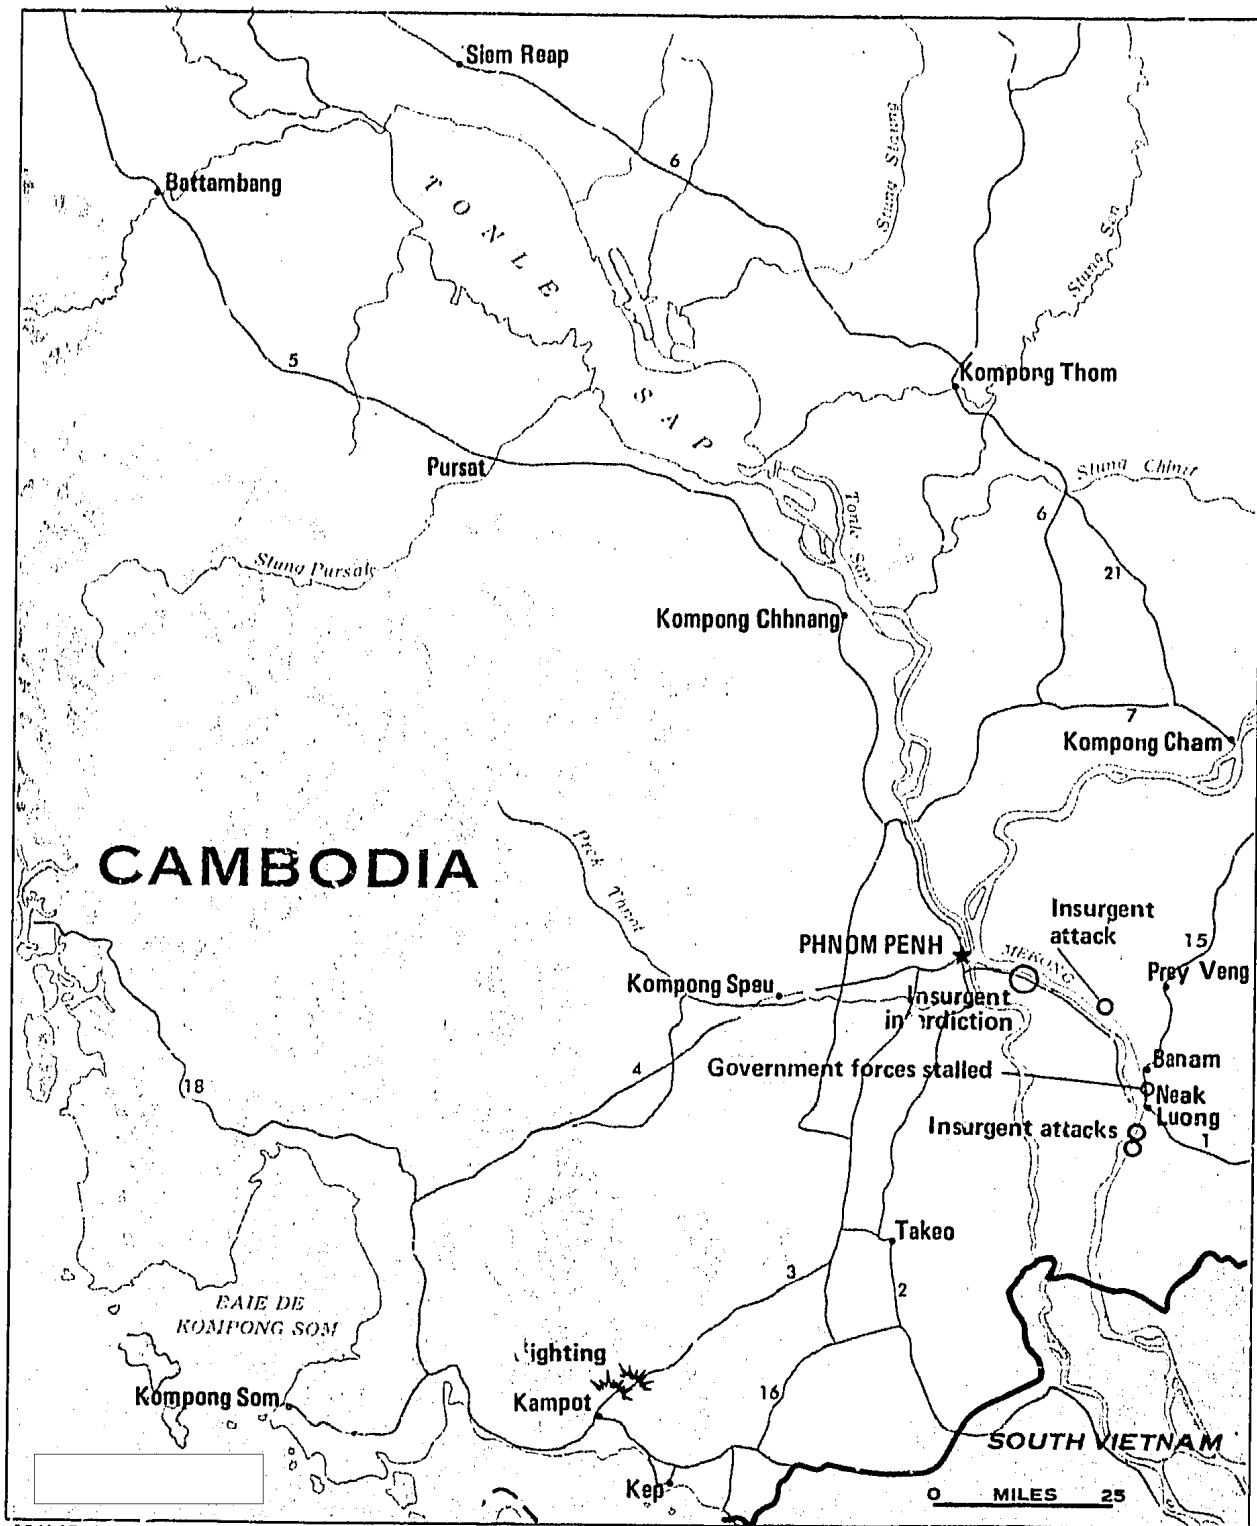 Siem Reap
Battambang
TONLE SAP
6
Stung Staung
Stung Sen
5
Kompong Thom
Pursat
Stung Chinit
Tonle Sap
6
21
Stung Pursat
Kompong Chhnang
7
Kompong Cham
CAMBODIA
Prek Thnot
Insurgent
attack
PHNOM PENH
MEKONG
15
Prey Veng
Kompong Speu
Insurgent
Banam
Government forces stalled
4
18
Neak
Luong
Insurgent attacks
1
Takeo
3
2
BAIE DE
KOMPONG SOM
Kompong Som
Kampot
16
SOUTH VIETNAM
Kep
0 MILES 25